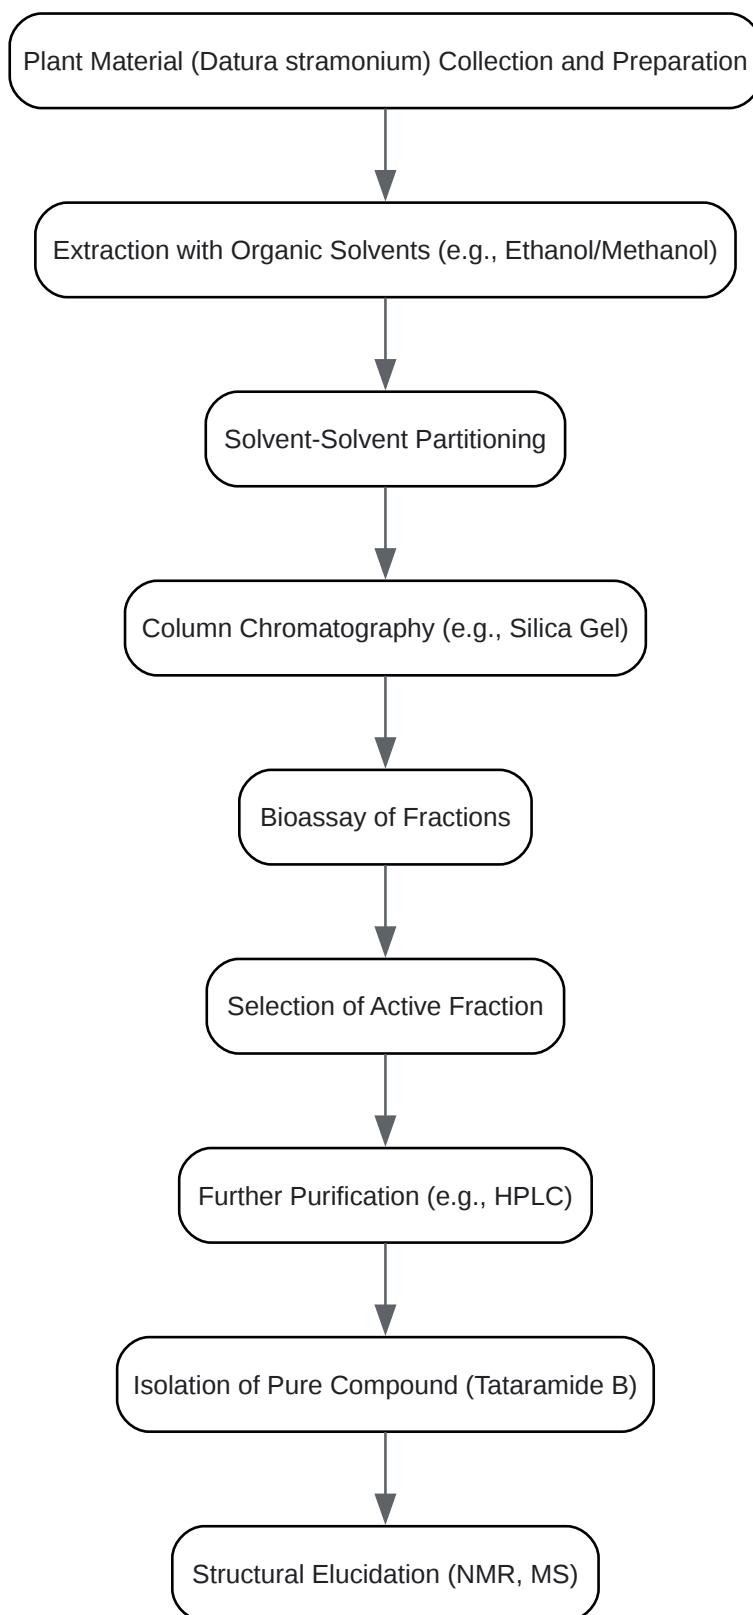 Plant Material (Datura stramonium) Collection and Preparation
Extraction with Organic Solvents (e.g., Ethanol/Methanol)
Solvent-Solvent Partitioning
Column Chromatography (e.g., Silica Gel)
Bioassay of Fractions
Selection of Active Fraction
Further Purification (e.g., HPLC)
Isolation of Pure Compound (Tataramide B)
Structural Elucidation (NMR, MS)